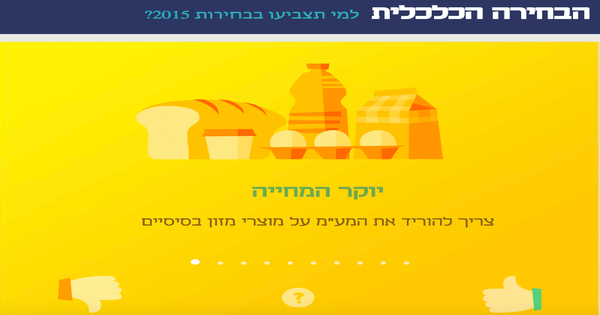 הבחירה הכלכלית למי תצביעו בבחירות 2015?
יוקר המחייה
צריך להוריד את המע"מ על מוצרי מזון בסיסיים
?